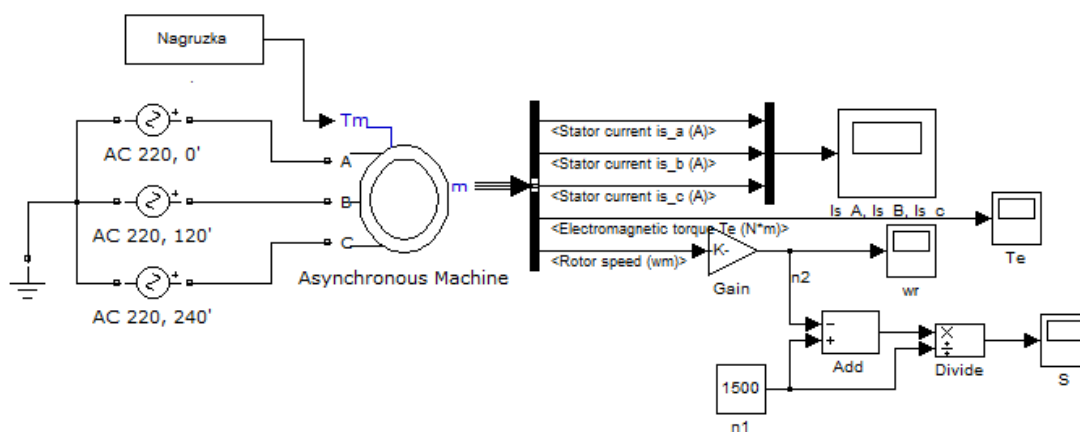 Nagruzka
Tm
AC 220, 0'
A
AC 220, 120'
B
AC 220, 240'
C
m
Asynchronous Machine
<Stator current is_a (A)>
<Stator current is_b (A)>
<Stator current is_c (A)>
<Electromagnetic torque Te (N*m)>
<Rotor speed (wm)>
Is_A, Is_B, Is_c
Te
K-
Gain
n2
wr
−
+
Add
×
÷
Divide
S
1500
n1